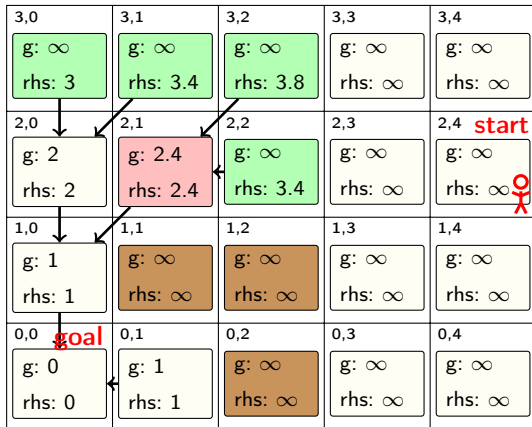 3,0 3,1 3,2 3,3 3,4
g: ∞ g: ∞ g: ∞ g: ∞ g: ∞
rhs: 3 rhs: 3.4 rhs: 3.8 rhs: ∞ rhs: ∞
2,0 2,1 2,2 2,3 2,4 start
g: 2 g: 2.4 g: ∞ g: ∞ g: ∞
rhs: 2 rhs: 2.4 rhs: 3.4 rhs: ∞ rhs: ∞
1,0 1,1 1,2 1,3 1,4
g: 1 g: ∞ g: ∞ g: ∞ g: ∞
rhs: 1 rhs: ∞ rhs: ∞ rhs: ∞ rhs: ∞
0,0 goal 0,1 0,2 0,3 0,4
g: 0 g: 1 g: ∞ g: ∞ g: ∞
rhs: 0 rhs: 1 rhs: ∞ rhs: ∞ rhs: ∞